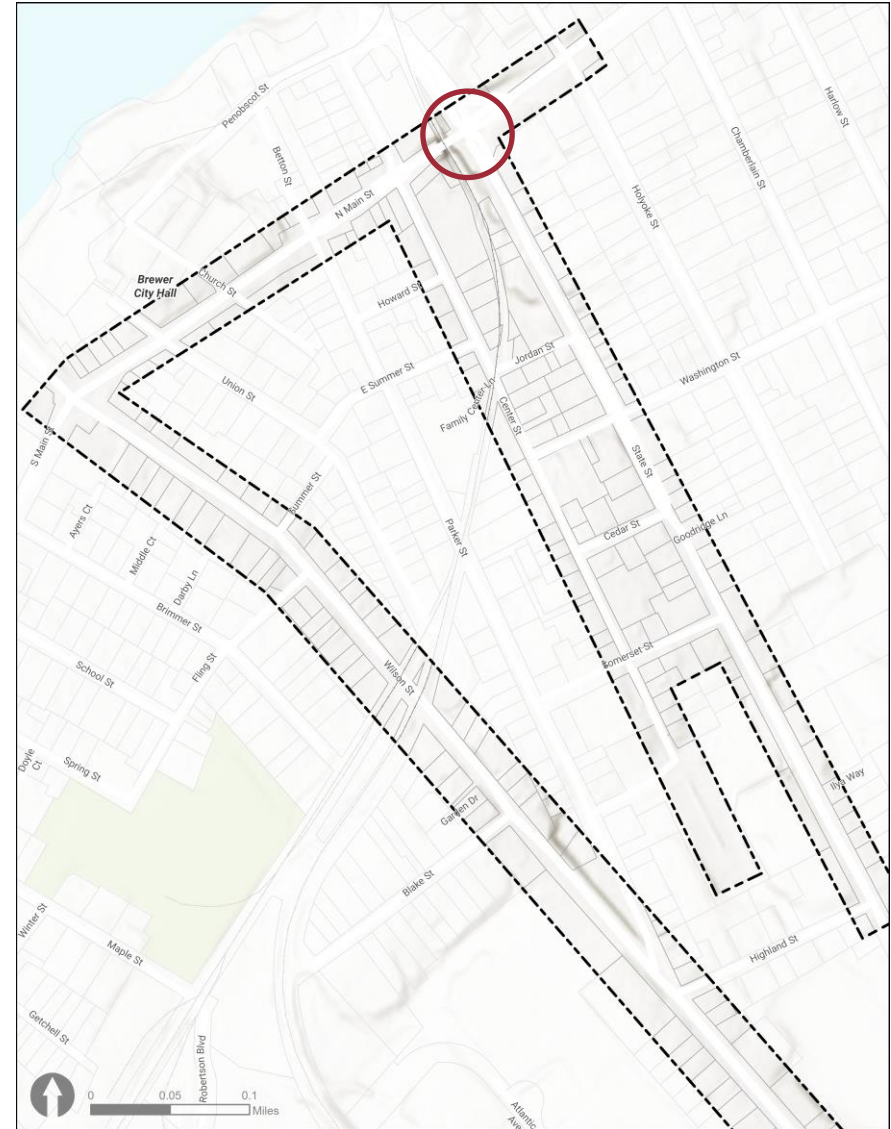 Penobscot St
Harlow St
Chamberlain St
Betton St
Holyoke St
N Main St
Brewer
City Hall
Church St
Howard St
Jordan St
Washington St
E Summer St
Union St
Family Center Ln
Center St
State St
S Main St
Summer St
Ayers Ct
Middle Ct
Darby Ln
Parker St
Cedar St
Goodridge Ln
Brimmer St
Fling St
Somerset St
School St
Wilson St
Doyle
Ct
Spring St
Ilya Way
Garden Dr
Blake St
Winter St
Maple St
Highland St
Getchell St
Robertson Blvd
Atlantic
Ave
0 0.05 0.1
Miles